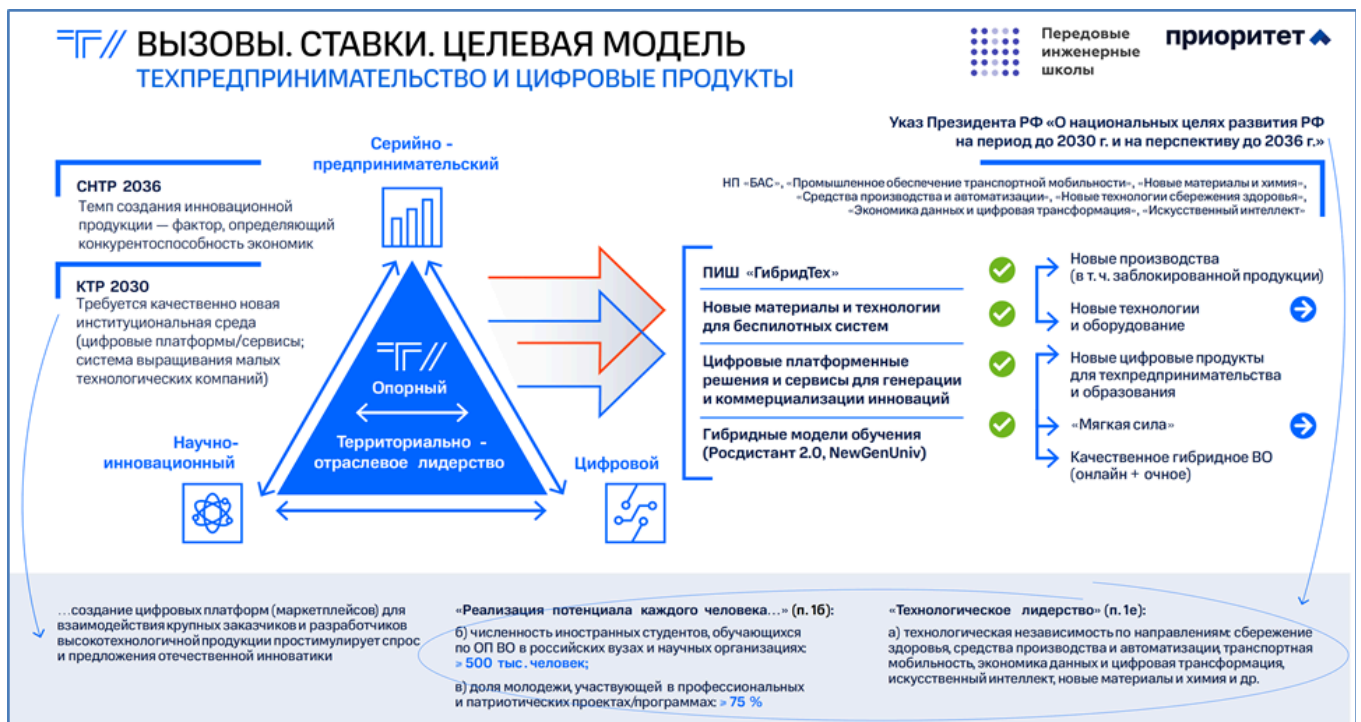 ВЫЗОВЫ. СТАВКИ. ЦЕЛЕВАЯ МОДЕЛЬ
ТЕХПРЕДПРИНИМАТЕЛЬСТВО И ЦИФРОВЫЕ ПРОДУКТЫ
Передовые
инженерные
школы
приоритет
Указ Президента РФ «О национальных целях развития РФ
на период до 2030 г. и на перспективу до 2036 г.»
НП «БАС», «Промышленное обеспечение транспортной мобильности», «Новые материалы и химия»,
«Средства производства и автоматизации», «Новые технологии сбережения здоровья»,
«Экономика данных и цифровая трансформация», «Искусственный интеллект»
СНТР 2036
Темп создания инновационной
продукции — фактор, определяющий
конкурентоспособность экономик
КТР 2030
Требуется качественно новая
институциональная среда
(цифровые платформы/сервисы;
система выращивания малых
технологических компаний)
Серийно -
предпринимательский
Опорный
Территориально -
отраслевое лидерство
Научно-
инновационный
Цифровой
ПИШ «ГибридТех»
Новые материалы и технологии
для беспилотных систем
Цифровые платформенные
решения и сервисы для генерации
и коммерциализации инноваций
Гибридные модели обучения
(Росдистант 2.0, NewGenUniv)
Новые производства
(в т. ч. заблокированной продукции)
Новые технологии
и оборудование
Новые цифровые продукты
для техпредпринимательства
и образования
«Мягкая сила»
Качественное гибридное ВО
(онлайн + очное)
...создание цифровых платформ (маркетплейсов) для
взаимодействия крупных заказчиков и разработчиков
высокотехнологичной продукции простимулирует спрос
и предложения отечественной инноватики
«Реализация потенциала каждого человека...» (п. 1б):
б) численность иностранных студентов, обучающихся
по ОП ВО в российских вузах и научных организациях:
≥ 500 тыс. человек;
в) доля молодежи, участвующей в профессиональных
и патриотических проектах/программах: ≥ 75 %
«Технологическое лидерство» (п. 1е):
а) технологическая независимость по направлениям: сбережение
здоровья, средства производства и автоматизации, транспортная
мобильность, экономика данных и цифровая трансформация,
искусственный интеллект, новые материалы и химия и др.